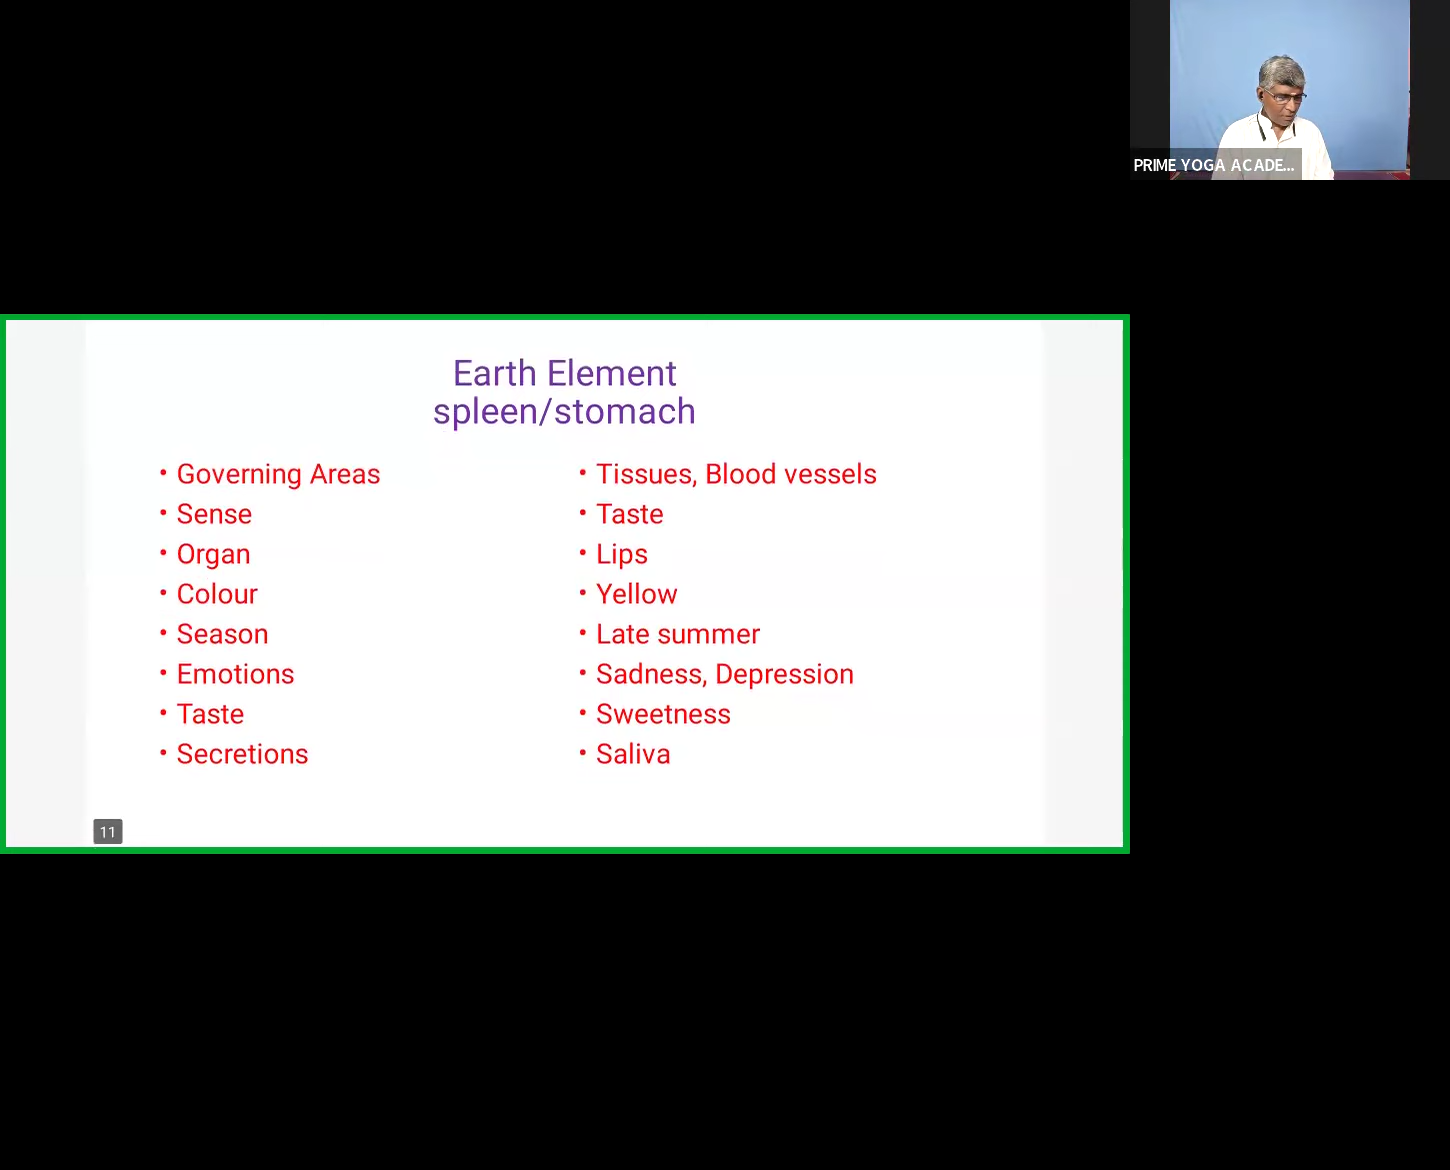 PRIME YOGA ACADE...
Earth Element
spleen/stomach
• Governing Areas
• Sense
• Organ
• Colour
• Season
• Emotions
• Taste
• Secretions
• Tissues, Blood vessels
• Taste
• Lips
• Yellow
• Late summer
• Sadness, Depression
• Sweetness
• Saliva
11